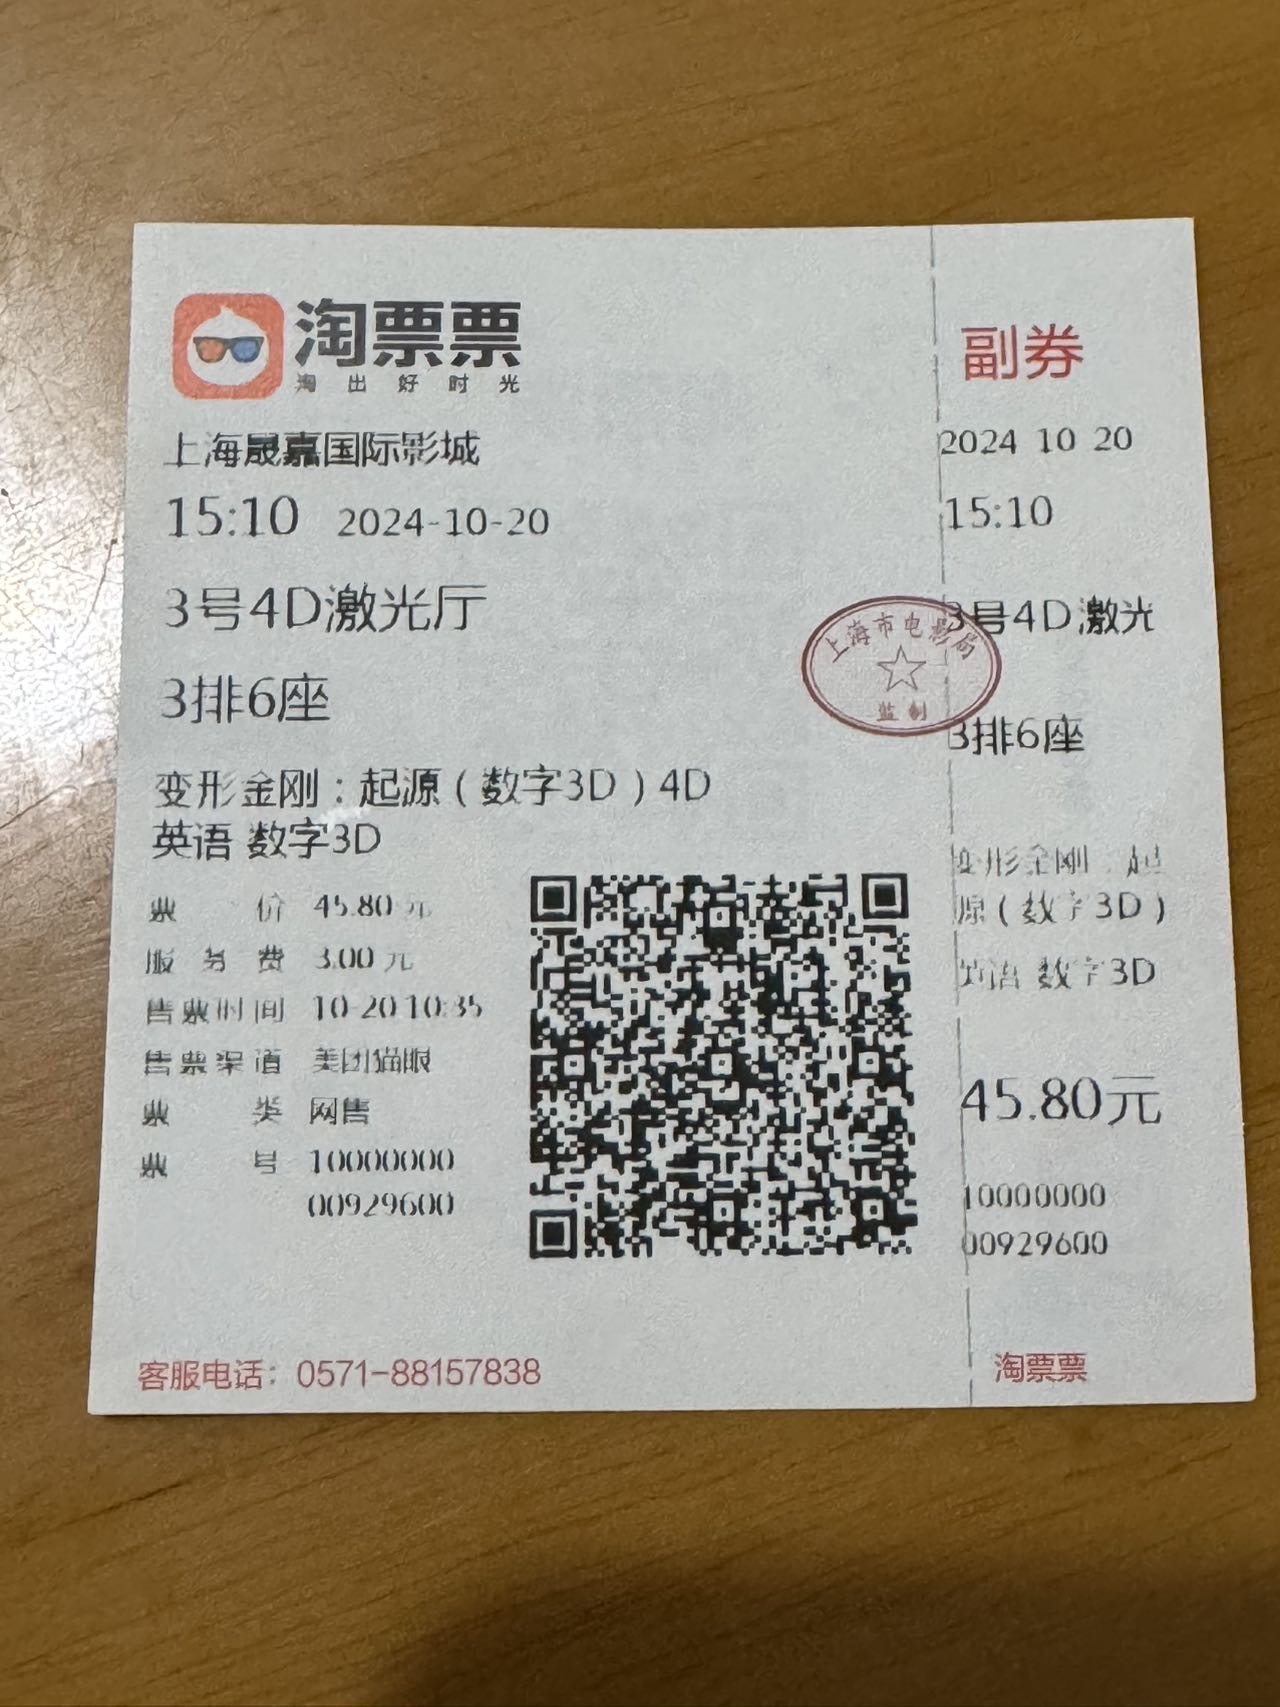 淘票票
淘出好时光
上海晟嘉国际影城
15:10 2024-10-20
3号4D激光厅
3排6座
变形金刚：起源（数字3D）4D
英语 数字3D
票价 45.80 元
服务费 3.00 元
售票时间 10-20 10:35
售票渠道 美团猫眼
票类 网售
票号 10000000
00929600
客服电话：0571-88157838
副券
2024 10 20
15:10
3号4D激光
3排6座
变形金刚 起
源（数字3D）
英语 数字3D
45.80元
10000000
00929600
淘票票
上海市电影局
监制